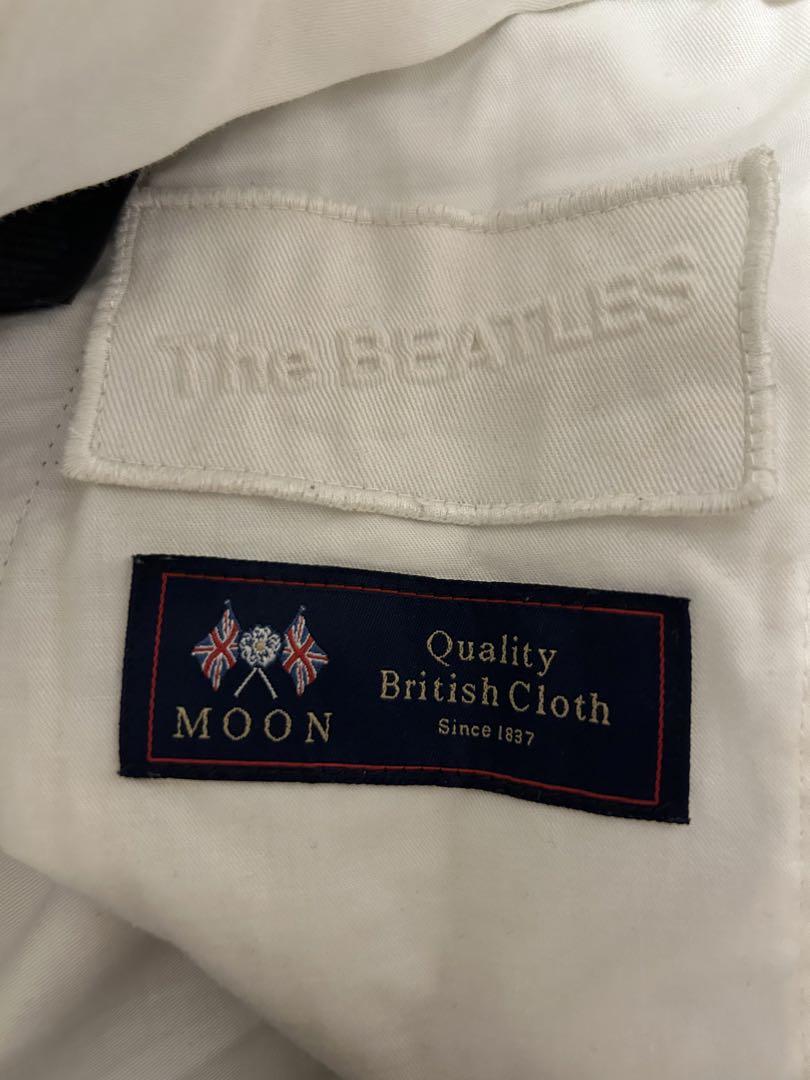 The BEATLES
MOON
Quality
British Cloth
Since 1837